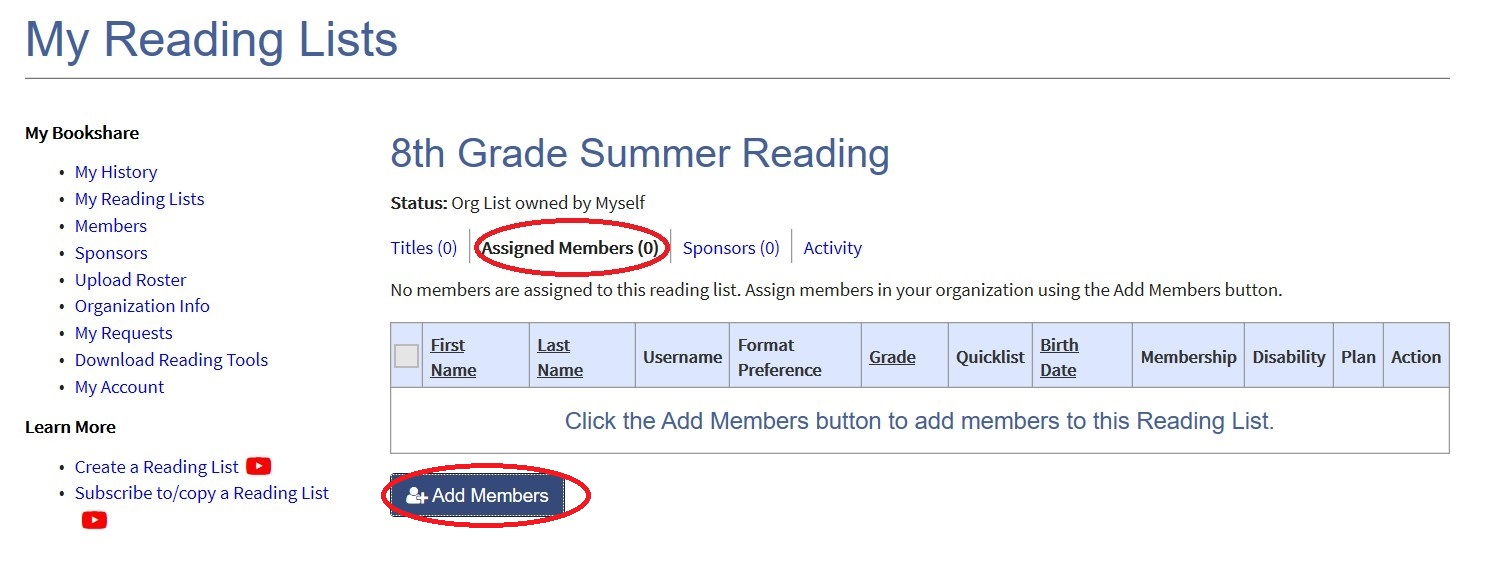 My Reading Lists
My Bookshare
• My History
• My Reading Lists
• Members
• Sponsors
• Upload Roster
• Organization Info
• My Requests
• Download Reading Tools
• My Account
Learn More
• Create a Reading List
• Subscribe to/copy a Reading List
8th Grade Summer Reading
Status: Org List owned by Myself
Titles (0) Assigned Members (0) Sponsors (0) Activity
No members are assigned to this reading list. Assign members in your organization using the Add Members button.
First Name Last Name Username Format Preference Grade Quicklist Birth Date Membership Disability Plan Action
Click the Add Members button to add members to this Reading List.
Add Members